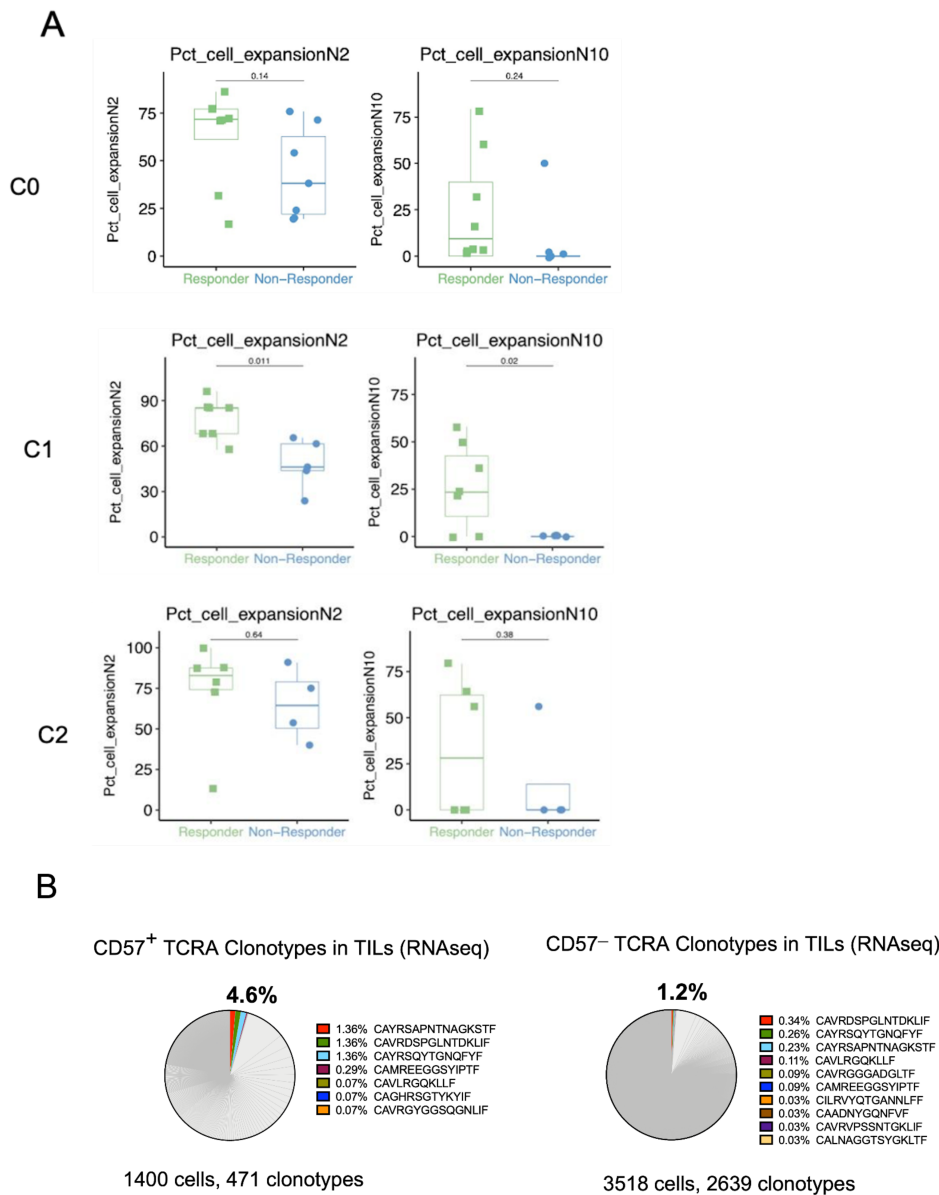 A
Pct_cell_expansionN2
Pct_cell_expansionN10
0.14
0.24
C0
Pct_cell_expansionN2
75
50
25
0
Pct_cell_expansionN10
75
50
25
0
Responder Non-Responder
Responder Non-Responder
Pct_cell_expansionN2
Pct_cell_expansionN10
0.011
0.02
C1
Pct_cell_expansionN2
90
60
30
0
Pct_cell_expansionN10
75
50
25
0
Responder Non-Responder
Responder Non-Responder
Pct_cell_expansionN2
Pct_cell_expansionN10
0.64
0.38
C2
Pct_cell_expansionN2
100
75
50
25
0
Pct_cell_expansionN10
75
50
25
0
Responder Non-Responder
Responder Non-Responder
B
CD57+ TCRA Clonotypes in TILs (RNAseq)
4.6%
1.36% CAYRSAPNTNAGKSTF
1.36% CAVRDSPGLNTDKLIF
1.36% CAYRSQYTGNQFYF
0.29% CAMREEGGSYIPTF
0.07% CAVLRGQKLLF
0.07% CAGHRSGTYKYIF
0.07% CAVRGYGGSQGNLIF
1400 cells, 471 clonotypes
CD57– TCRA Clonotypes in TILs (RNAseq)
1.2%
0.34% CAVRDSPGLNTDKLIF
0.26% CAYRSQYTGNQFYF
0.23% CAYRSAPNTNAGKSTF
0.11% CAVLRGQKLLF
0.09% CAVRGGGADGLTF
0.09% CAMREEGGSYIPTF
0.03% CILRVYQTGANNLFF
0.03% CAADNYGQNFVF
0.03% CAVRVPSSNTGKLIF
0.03% CALNAGGTSYGKLTF
3518 cells, 2639 clonotypes